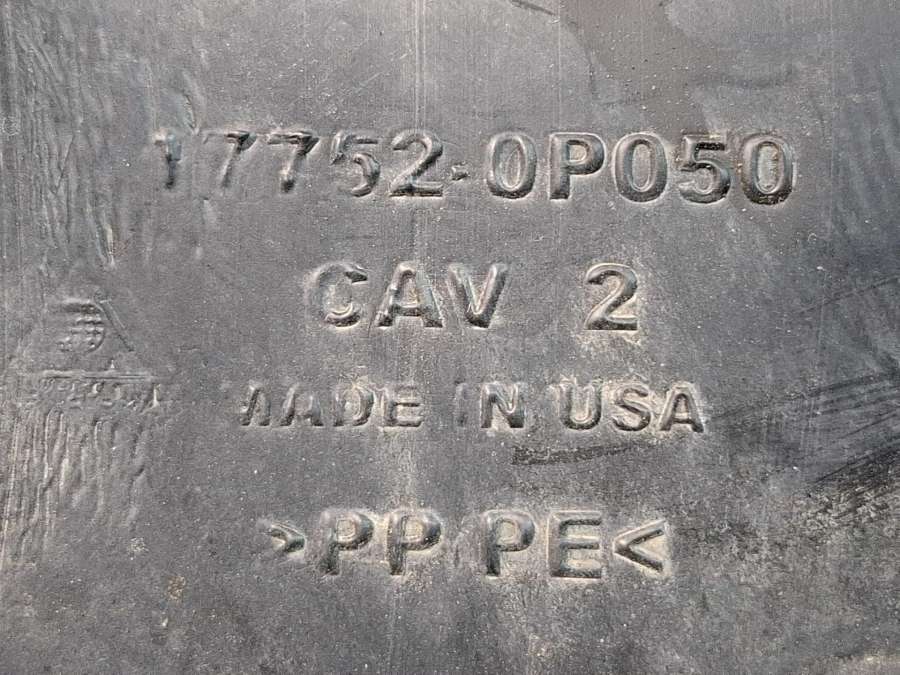 17752-0P050
CAV 2
MADE IN USA
>PP/PE<